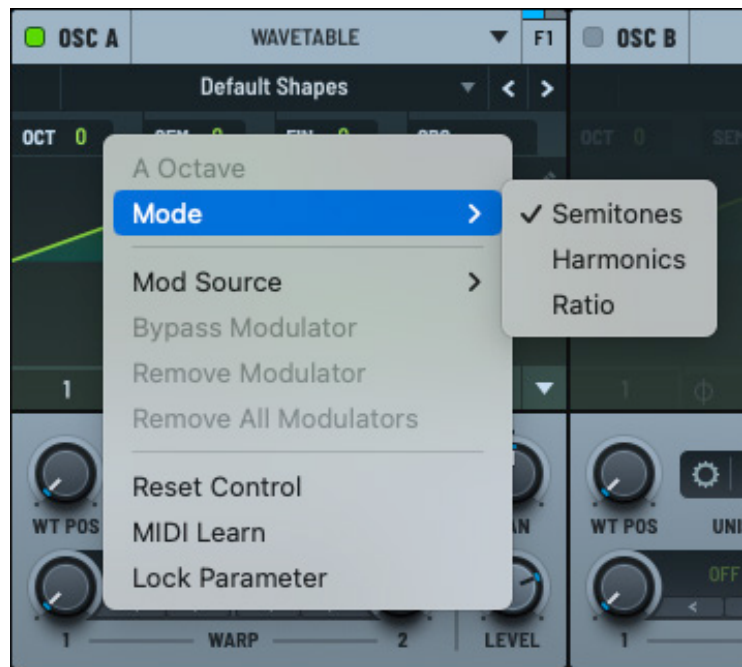 OSC A WAVETABLE F1 OSC B
Default Shapes < >
OCT 0 OCT 0
A Octave
Mode
Semitones
Harmonics
Ratio
Mod Source
Bypass Modulator
Remove Modulator
Remove All Modulators
1 1
Reset Control
MIDI Learn
Lock Parameter
WT POS WT POS UNI
OFF
1 WARP 2 LEVEL 1